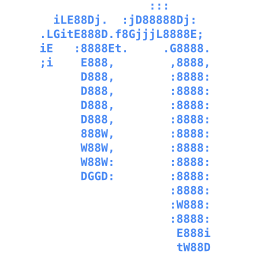 :::
  iLE88Dj.  :jD88888Dj:
.LGitE888D.f8GjjjL8888E;
iE   :8888Et.     .G8888.
;i    E888,        ,8888,
      D888,        :8888:
      D888,        :8888:
      D888,        :8888:
      D888,        :8888:
      888W,        :8888:
      W88W,        :8888:
      W88W:        :8888:
      DGGD:        :8888:
                   :8888:
                   :W888:
                   :8888:
                    E888i
                    tW88D